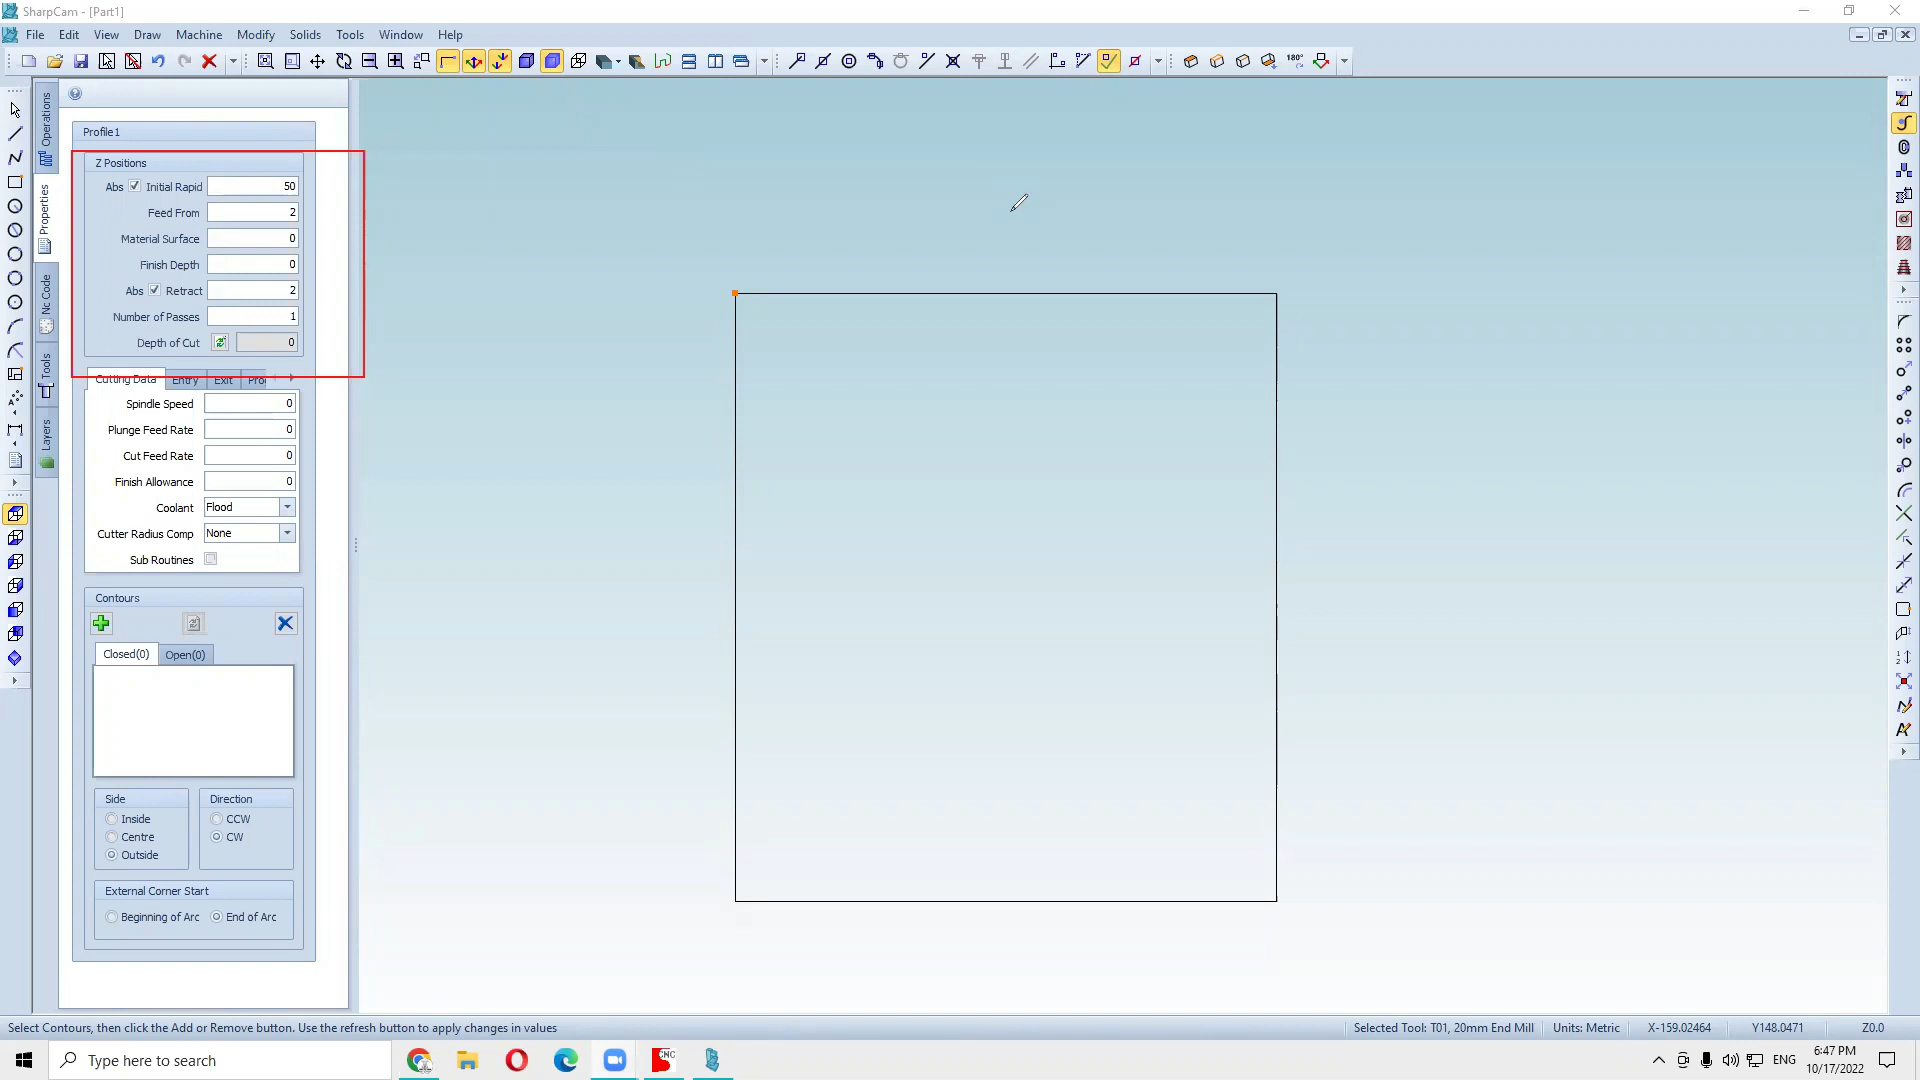 SharpCam - [Part1]
File Edit View Draw Machine Modify Solids Tools Options Window Help
180°
Operations
Properties
Nc Code
Tools
Layers
Profile1
Z Positions
Abs Initial Rapid 50
Feed From 2
Material Surface 0
Finish Depth 0
Abs Retract 2
Number of Passes 1
Depth of Cut 0
Cutting Data Entry Exit
Spindle Speed 0
Plunge Feed Rate 0
Cut Feed Rate 0
Finish Allowance 0
Coolant Flood
Cutter Radius Comp None
Sub Routines
Contours
Closed(0) Open(0)
Side Direction
Inside CCW
Centre CW
Outside
External Corner Start
Beginning of Arc End of Arc
Select Contours, then click the Add or Remove button. Use the refresh button to apply changes in values Selected Tool: T01, 20mm End Mill Units: Metric X-159.02464 Y148.0471 Z0.0
Type here to search CNC ENG 6:47 PM
10/17/2022